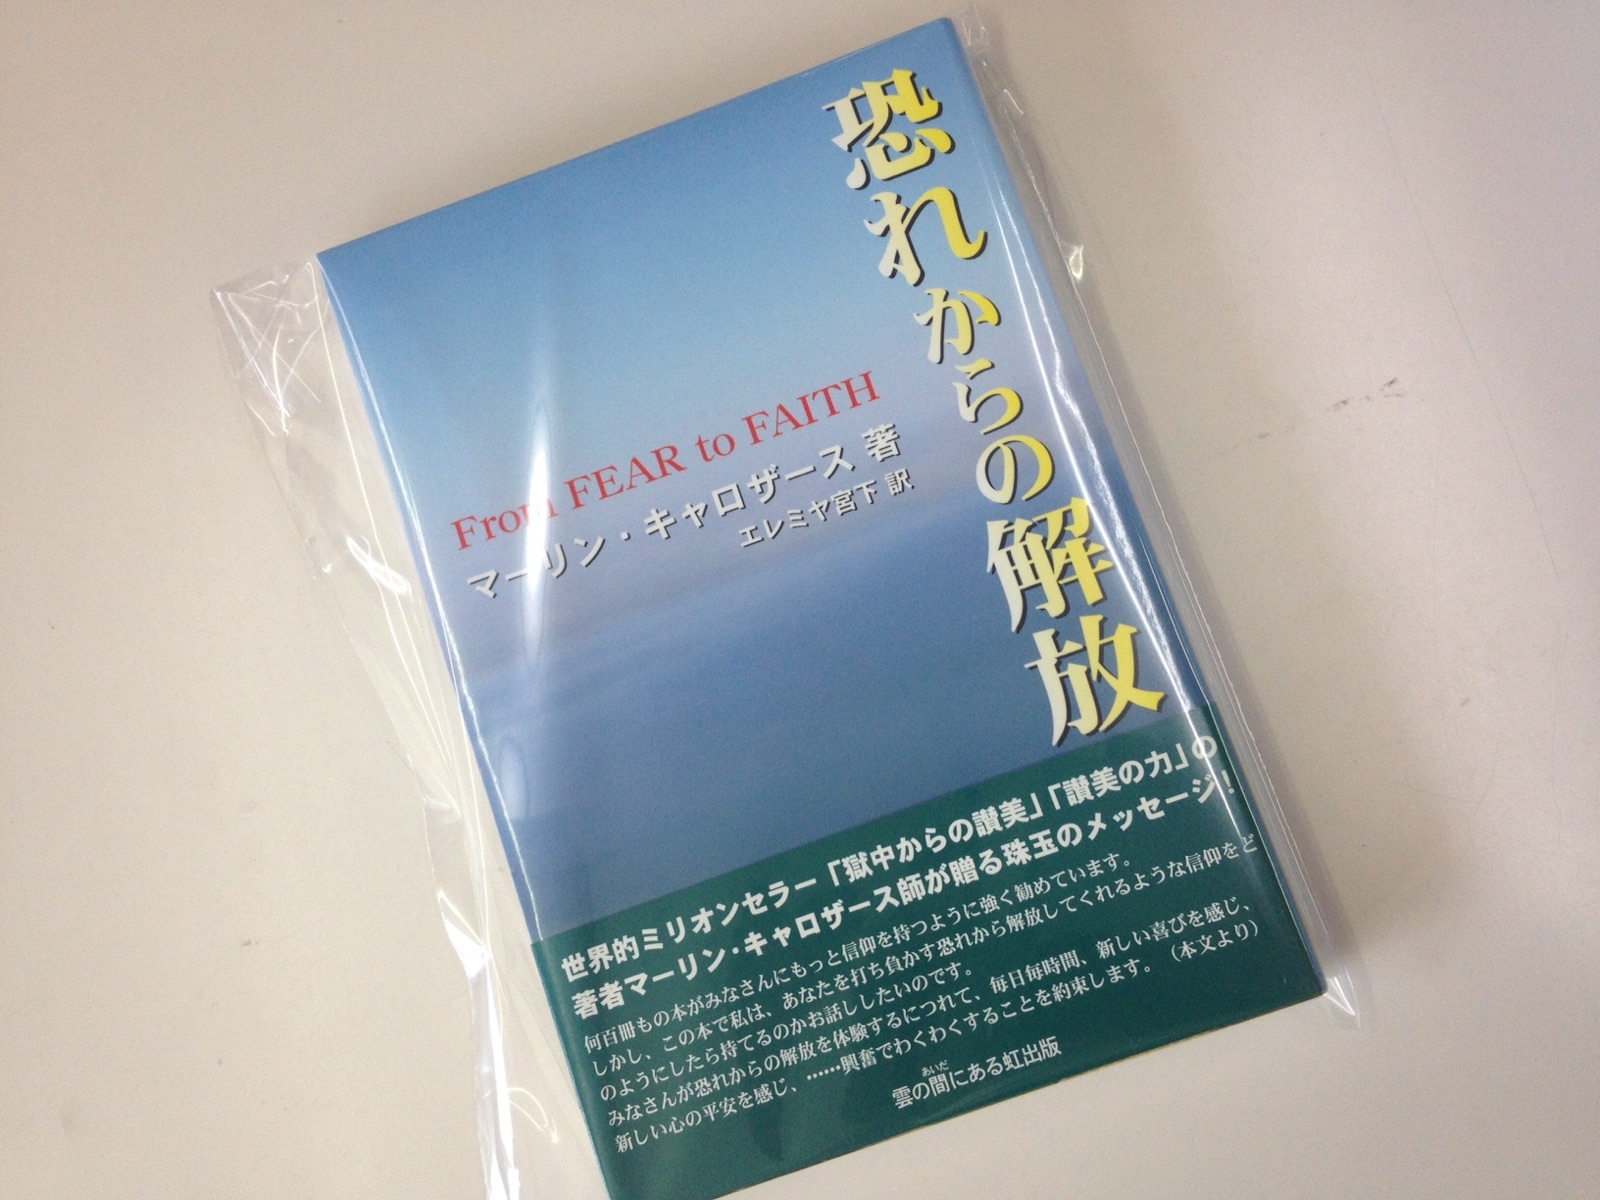 恐れからの解放
From FEAR to FAITH
マーリン・キャロザース 著
エレミヤ宮下 訳
世界的ミリオンセラー「獄中からの讃美」「讃美の力」の
著者マーリン・キャロザース師が贈る珠玉のメッセージ!
何百冊もの本がみなさんにもっと信仰を持つように強く勧めています。
しかし、この本で私は、あなたを打ち負かす恐れから解放してくれるような信仰をど
のようにしたら持てるのかお話ししたいのです。
みなさんが恐れからの解放を体験するにつれて、毎日毎時間、新しい喜びを感じ、
新しい心の平安を感じ、……興奮でわくわくすることを約束します。（本文より）
あいだ
雲の間にある虹出版